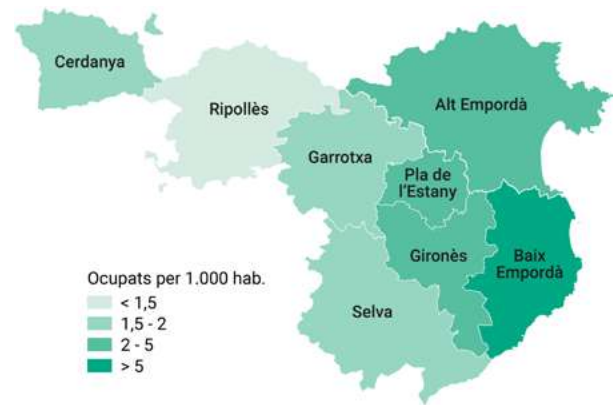 Cerdanya
Ripollès
Alt Empordà
Garrotxa
Pla de
l'Estany
Gironès
Baix
Empordà
Selva
Ocupats per 1.000 hab.
< 1,5
1,5 - 2
2 - 5
> 5